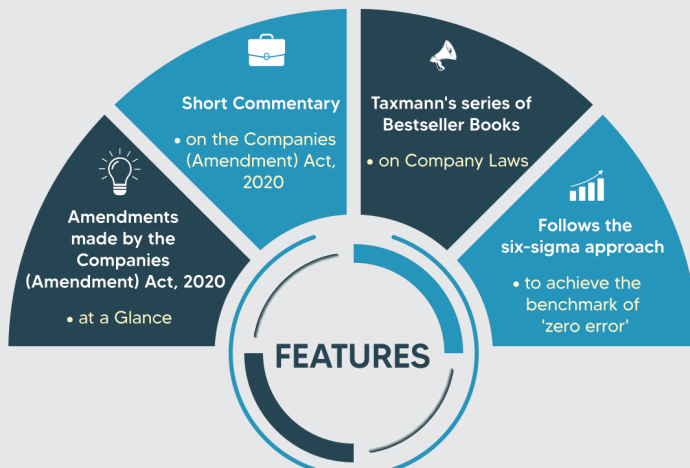 Amendments
made by the
Companies
(Amendment) Act, 2020
• at a Glance
Short Commentary
• on the Companies
(Amendment) Act,
2020
Taxmann's series of
Bestseller Books
• on Company Laws
Follows the
six-sigma approach
• to achieve the
benchmark of
'zero error'
FEATURES